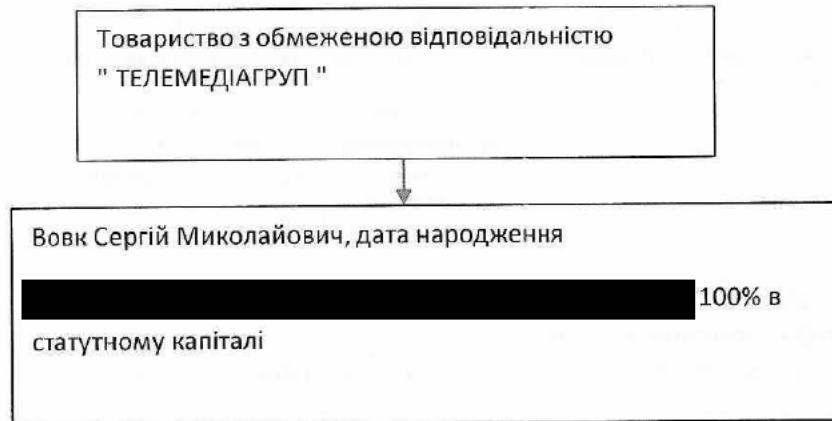 Товариство з обмеженою відповідальністю
" ТЕЛЕМЕДІАГРУП "
Вовк Сергій Миколайович, дата народження
100% в
статутному капіталі